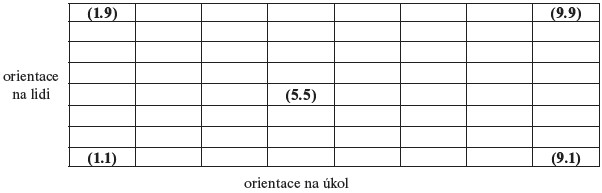 (1.9) (9.9)
orientace
na lidi
(5.5)
(1.1) (9.1)
orientace na úkol